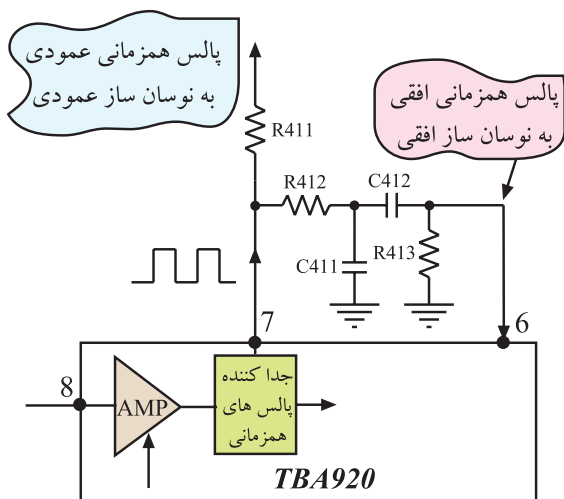 پالس همزمانی عمودی
به نوسان ساز عمودی
پالس همزمانی افقی
به نوسان ساز افقی
R411
R412
C412
C411
R413
7
6
8
AMP
جدا کننده
پالس های
همزمانی
TBA920